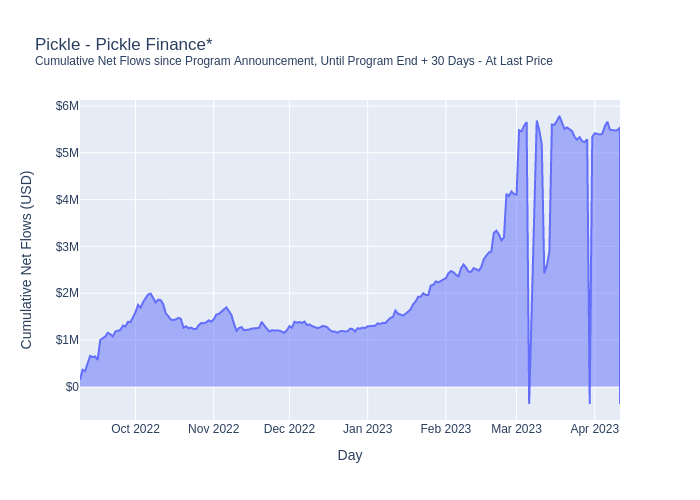 Pickle - Pickle Finance*
Cumulative Net Flows since Program Announcement, Until Program End + 30 Days - At Last Price
$6M
$5M
$4M
$3M
$2M
$1M
$0
Cumulative Net Flows (USD)
Oct 2022 Nov 2022 Dec 2022 Jan 2023 Feb 2023 Mar 2023 Apr 2023
Day